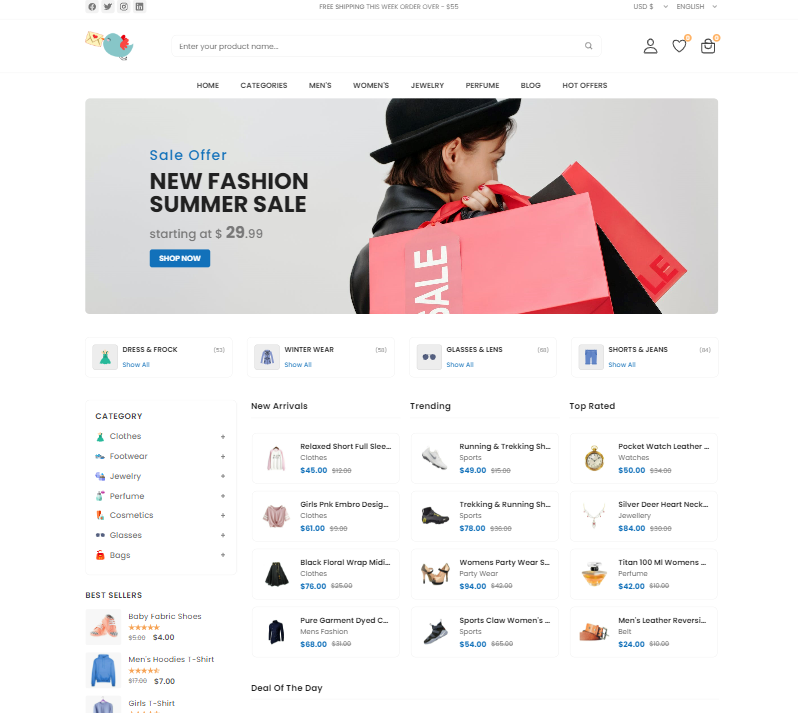 FREE SHIPPING THIS WEEK ORDER OVER - $55
USD $
ENGLISH
Enter your product name...
0
0
HOME
CATEGORIES
MEN'S
WOMEN'S
JEWELRY
PERFUME
BLOG
HOT OFFERS
Sale Offer
NEW FASHION
SUMMER SALE
starting at $ 29.99
SHOP NOW
SALE
LE
DRESS & FROCK
(53)
Show All
WINTER WEAR
(58)
Show All
GLASSES & LENS
(68)
Show All
SHORTS & JEANS
(84)
Show All
CATEGORY
Clothes +
Footwear +
Jewelry +
Perfume +
Cosmetics +
Glasses +
Bags +
BEST SELLERS
Baby Fabric Shoes
$5.00 $4.00
Men's Hoodies T-Shirt
$17.00 $7.00
Girls T-Shirt
New Arrivals
Relaxed Short Full Slee...
Clothes
$45.00 $12.00
Girls Pnk Embro Desig...
Clothes
$61.00 $9.00
Black Floral Wrap Midi...
Clothes
$76.00 $25.00
Pure Garment Dyed C...
Mens Fashion
$68.00 $31.00
Trending
Running & Trekking Sh...
Sports
$49.00 $15.00
Trekking & Running Sh...
Sports
$78.00 $36.00
Womens Party Wear S...
Party Wear
$94.00 $42.00
Sports Claw Women's ...
Sports
$54.00 $65.00
Top Rated
Pocket Watch Leather ...
Watches
$50.00 $34.00
Silver Deer Heart Neck...
Jewellery
$84.00 $30.00
Titan 100 Ml Womens ...
Perfume
$42.00 $10.00
Men's Leather Reversi...
Belt
$24.00 $10.00
Deal Of The Day